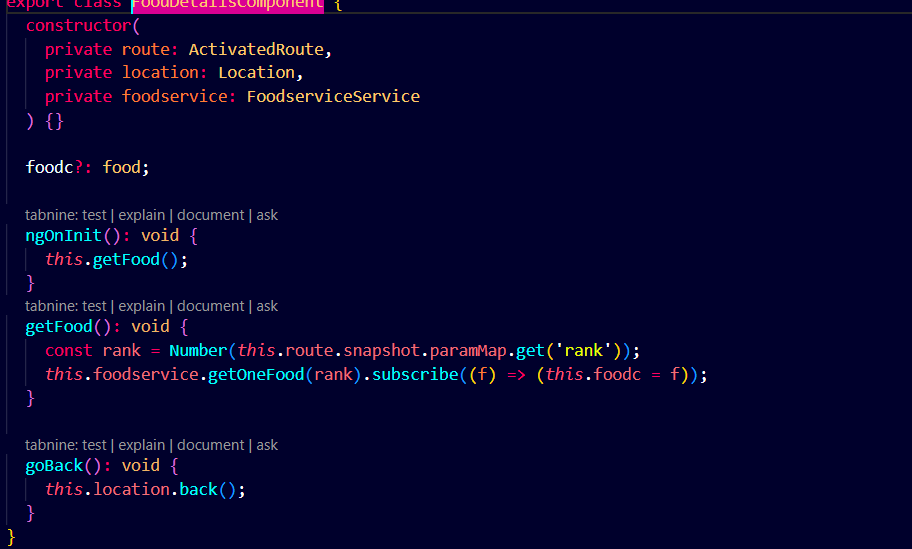 export class FoodDetailsComponent {
constructor(
private route: ActivatedRoute,
private location: Location,
private foodservice: FoodserviceService
) {}
foodc?: food;
tabnine: test | explain | document | ask
ngOnInit(): void {
this.getFood();
}
tabnine: test | explain | document | ask
getFood(): void {
const rank = Number(this.route.snapshot.paramMap.get('rank'));
this.foodservice.getOneFood(rank).subscribe((f) => (this.foodc = f));
}
tabnine: test | explain | document | ask
goBack(): void {
this.location.back();
}
}